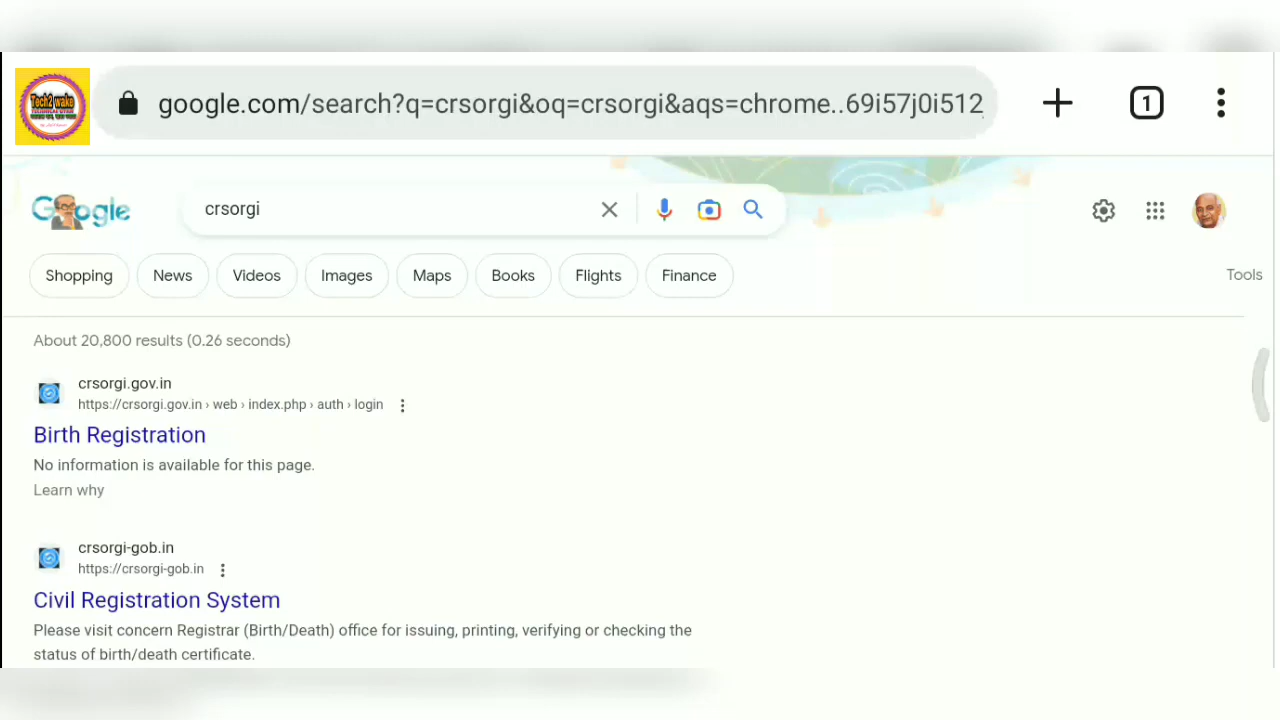 Tech2 wake
google.com/search?q=crsorgi&oq=crsorgi&aqs=chrome..69i57j0i512
1
Google
crsorgi
Shopping
News
Videos
Images
Maps
Books
Flights
Finance
Tools
About 20,800 results (0.26 seconds)
crsorgi.gov.in
https://crsorgi.gov.in › web › index.php › auth › login
Birth Registration
No information is available for this page.
Learn why
crsorgi-gob.in
https://crsorgi-gob.in
Civil Registration System
Please visit concern Registrar (Birth/Death) office for issuing, printing, verifying or checking the
status of birth/death certificate.